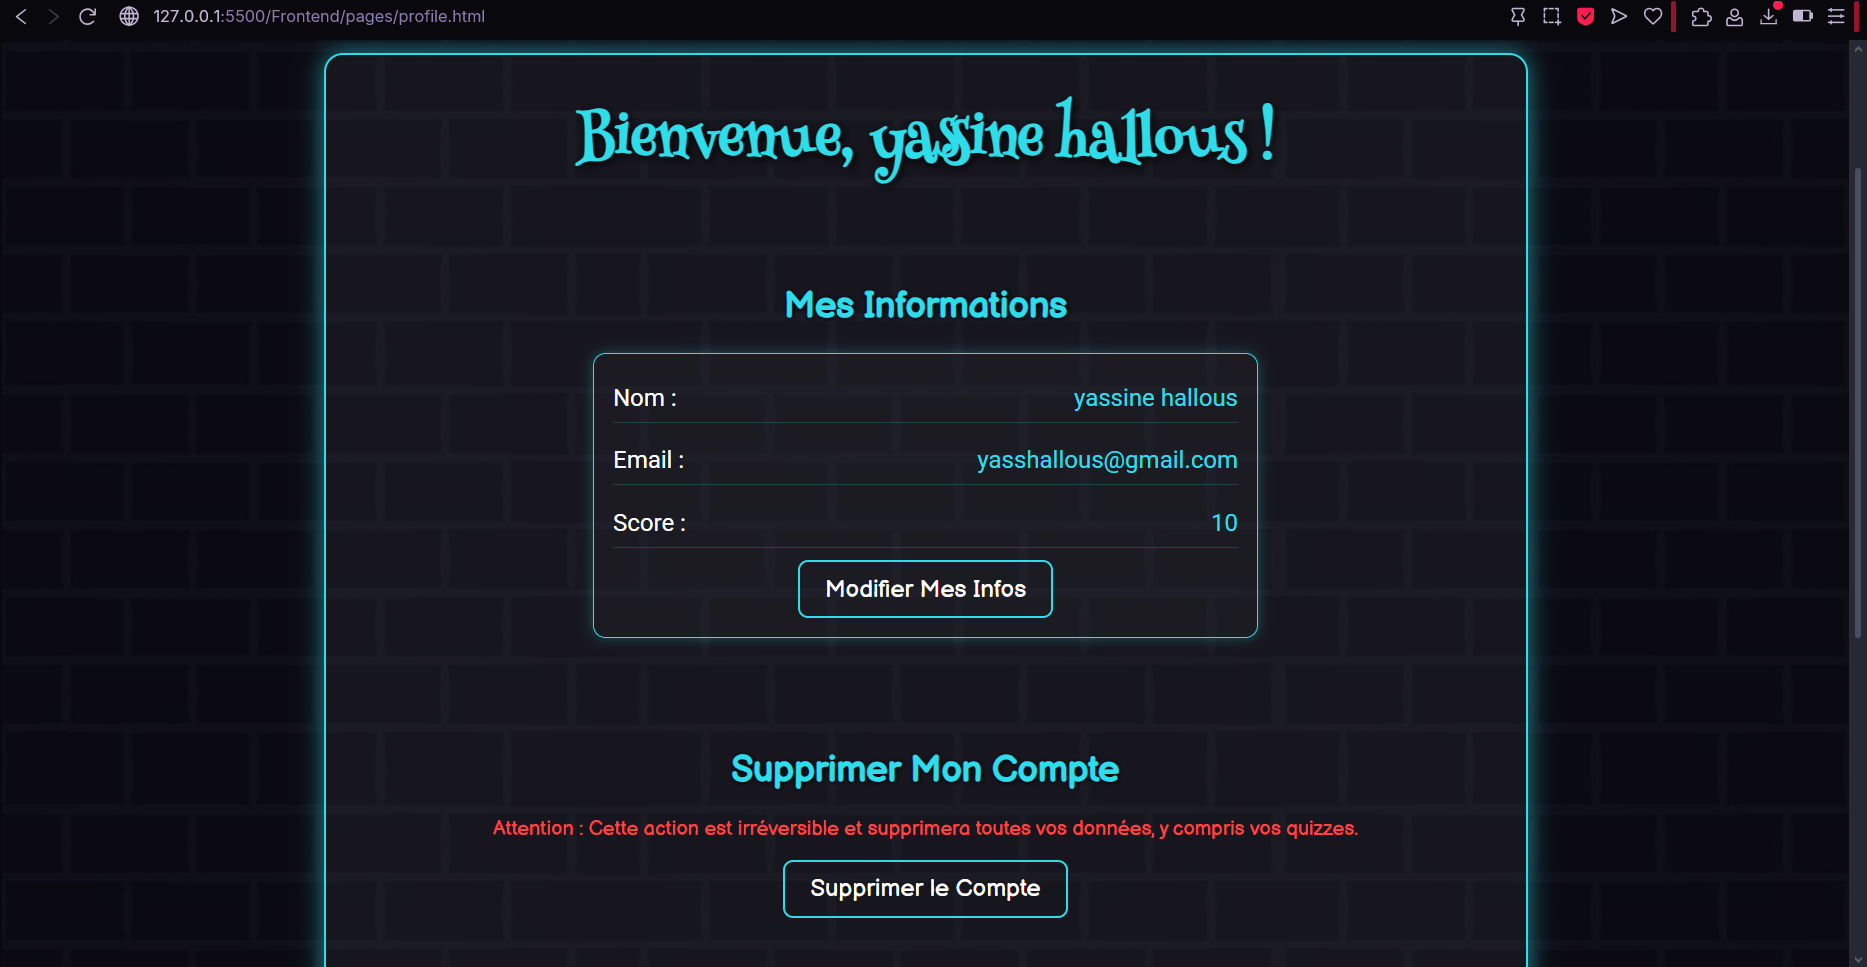 127.0.0.1:5500/Frontend/pages/profile.html
Bienvenue, yassine hallous !
Mes Informations
Nom : yassine hallous
Email : yasshallous@gmail.com
Score : 10
Modifier Mes Infos
Supprimer Mon Compte
Attention : Cette action est irréversible et supprimera toutes vos données, y compris vos quizzes.
Supprimer le Compte